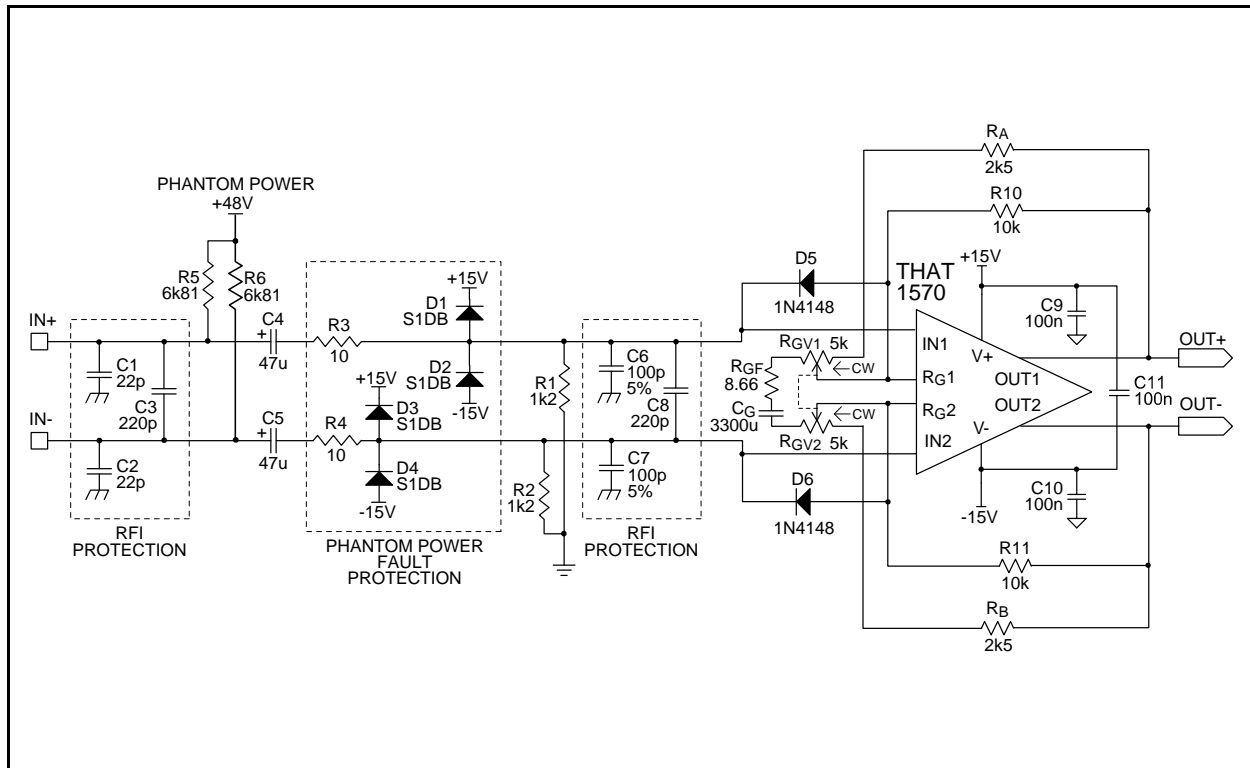 PHANTOM POWER
+48V
R5
6k81
R6
6k81
IN+
IN-
C1
22p
C3
220p
C2
22p
RFI
PROTECTION
C4
+
47u
C5
+
47u
R3
10
R4
10
+15V
D1
S1DB
D2
S1DB
-15V
+15V
D3
S1DB
D4
S1DB
-15V
PHANTOM POWER
FAULT
PROTECTION
R1
1k2
R2
1k2
C6
100p
5%
C8
220p
C7
100p
5%
RFI
PROTECTION
D5
1N4148
D6
1N4148
RGV1 5k
CW
RGF
8.66
CG
3300u
CW
RGV2 5k
RA
2k5
R10
10k
THAT
1570
+15V
IN1
V+
RG1
OUT1
RG2
OUT2
IN2
V-
-15V
C9
100n
C11
100n
C10
100n
OUT+
OUT-
R11
10k
RB
2k5